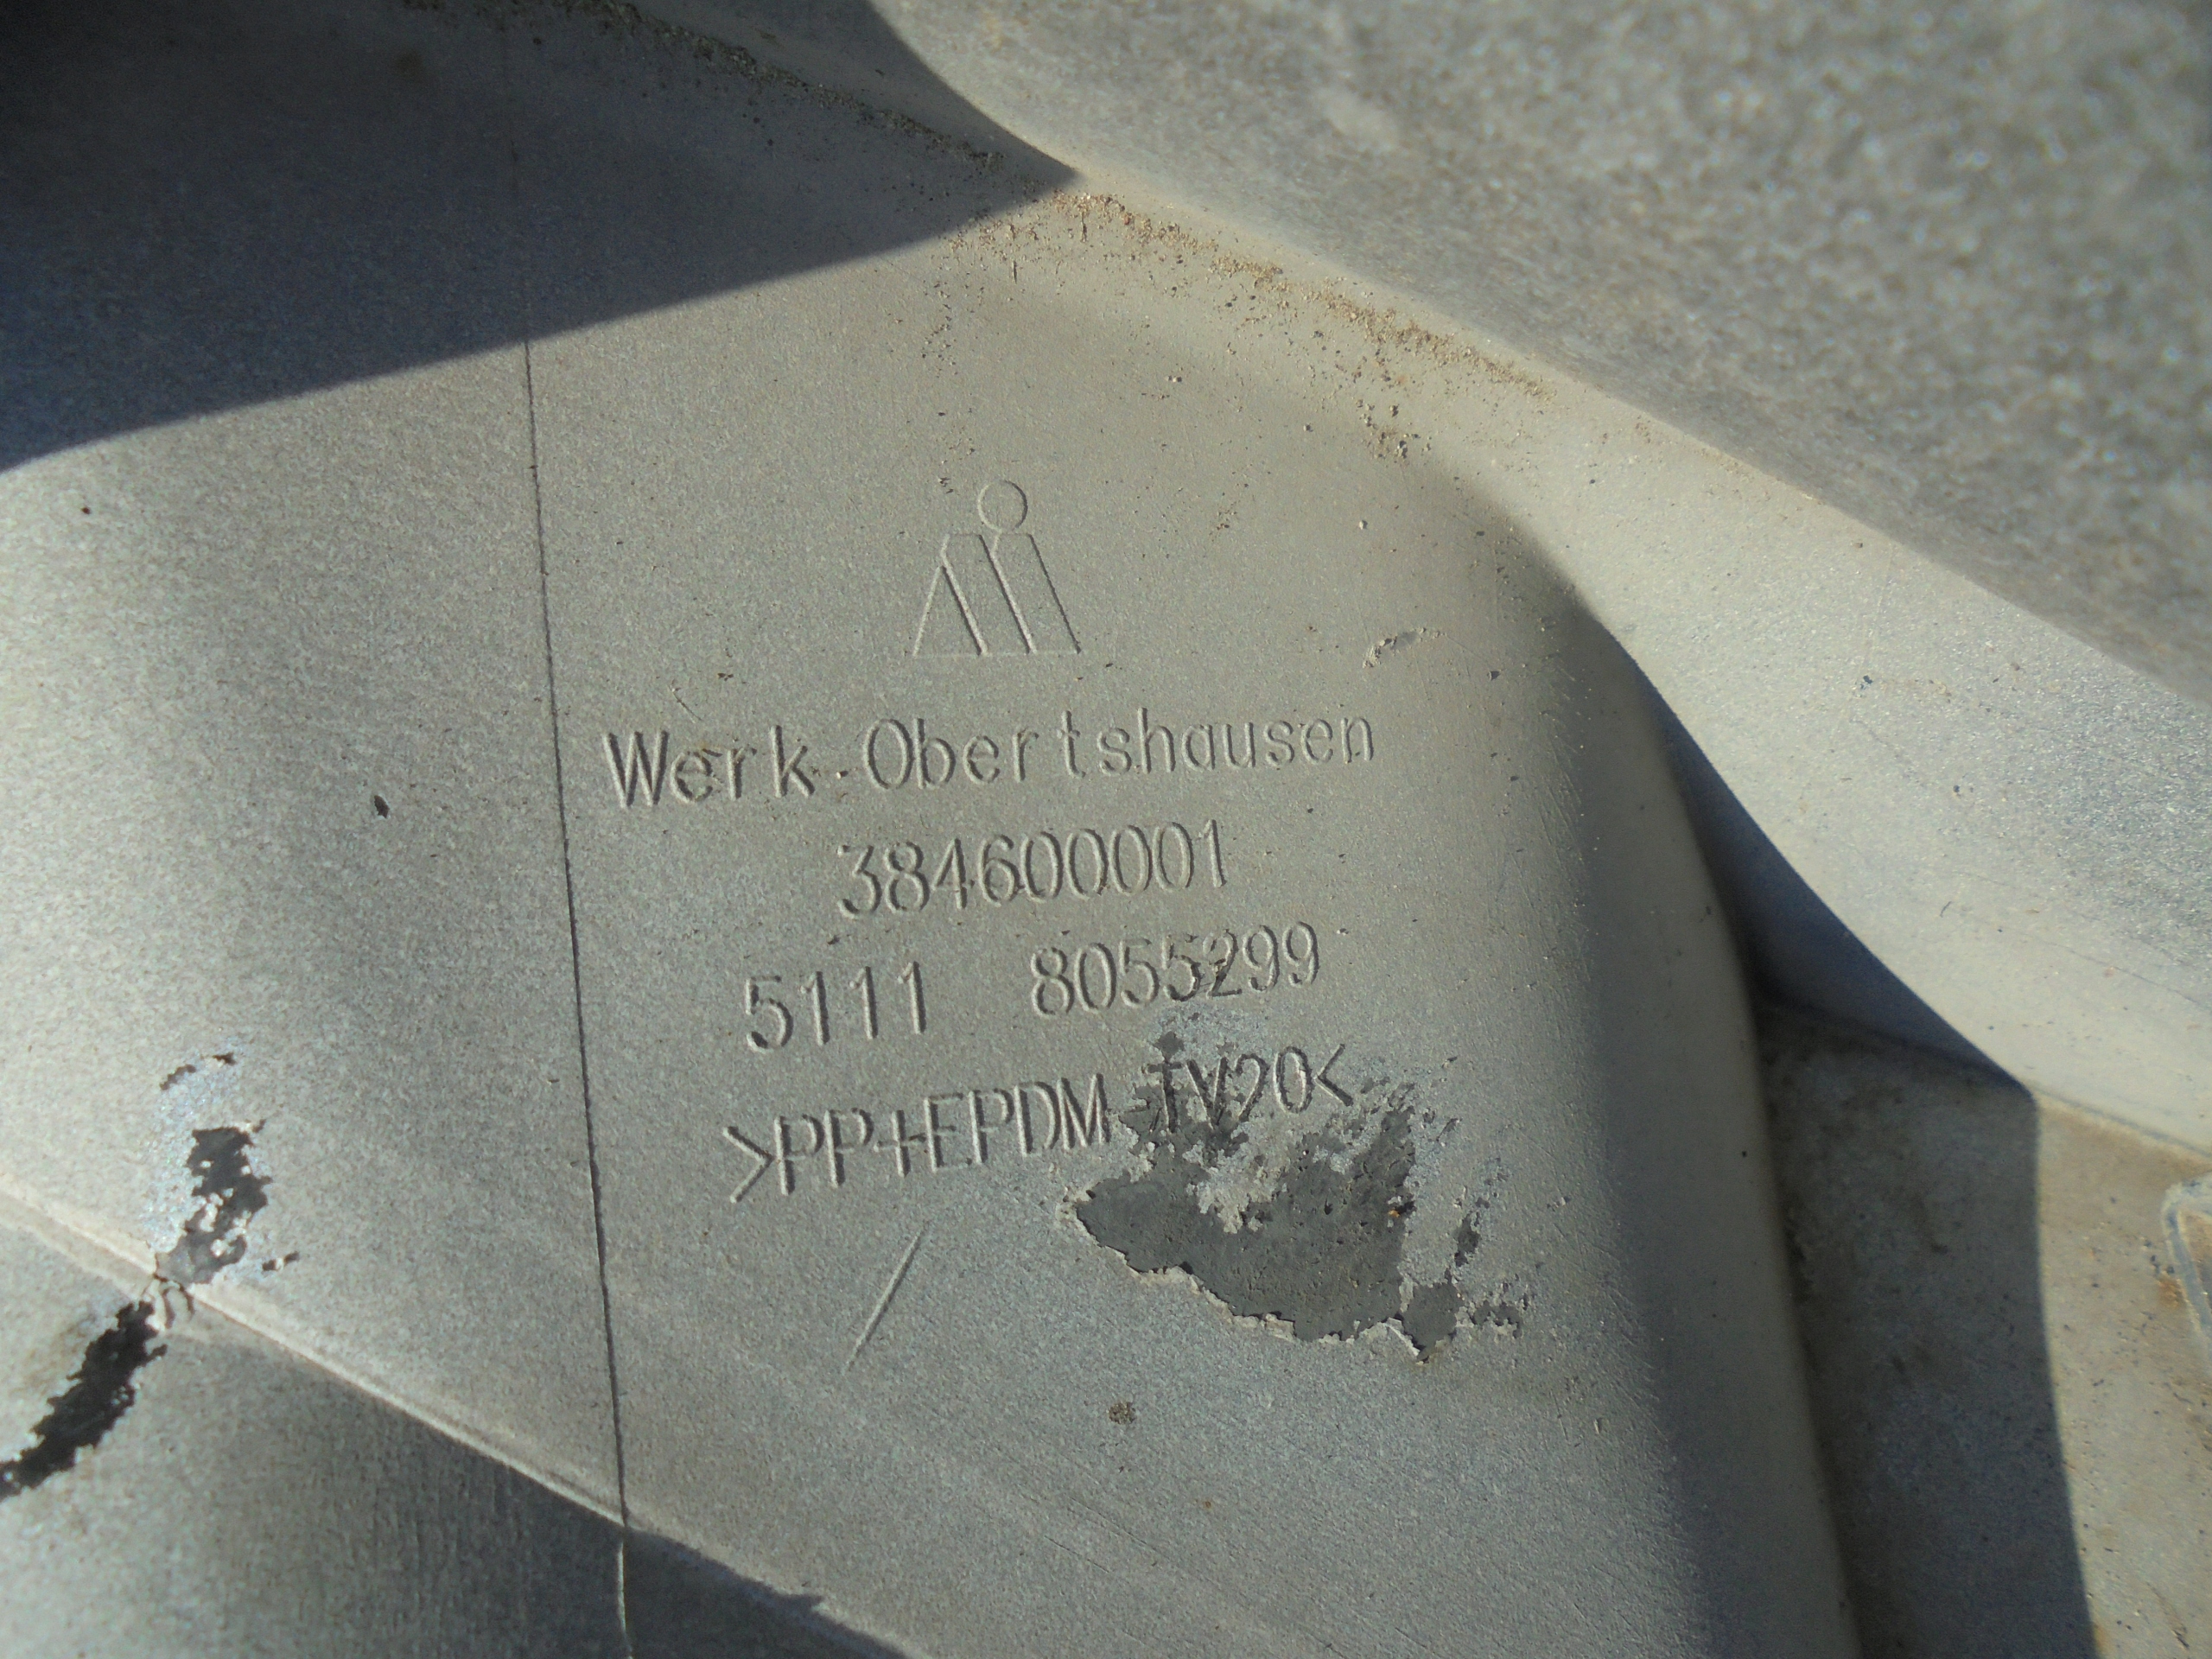 Werk-Obertshausen
384600001
5111 8055299
>PP+EPDM-TV20<